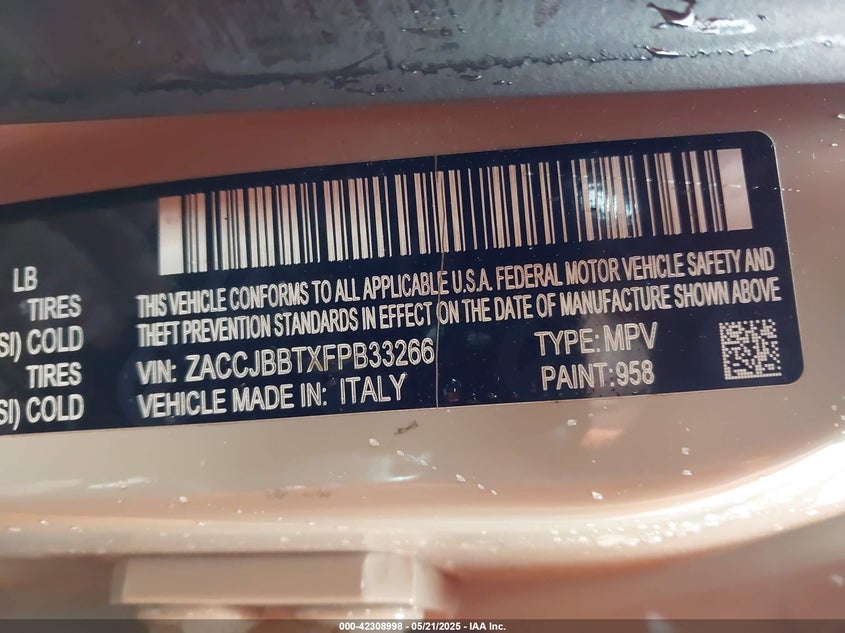 LB
TIRES
SI) COLD
TIRES
SI) COLD
THIS VEHICLE CONFORMS TO ALL APPLICABLE U.S.A. FEDERAL MOTOR VEHICLE SAFETY AND
THEFT PREVENTION STANDARDS IN EFFECT ON THE DATE OF MANUFACTURE SHOWN ABOVE
VIN: ZACCJBBTXFPB33266 TYPE: MPV
VEHICLE MADE IN: ITALY PAINT: 958
000-42308998 - 05/21/2025 - IAA Inc.